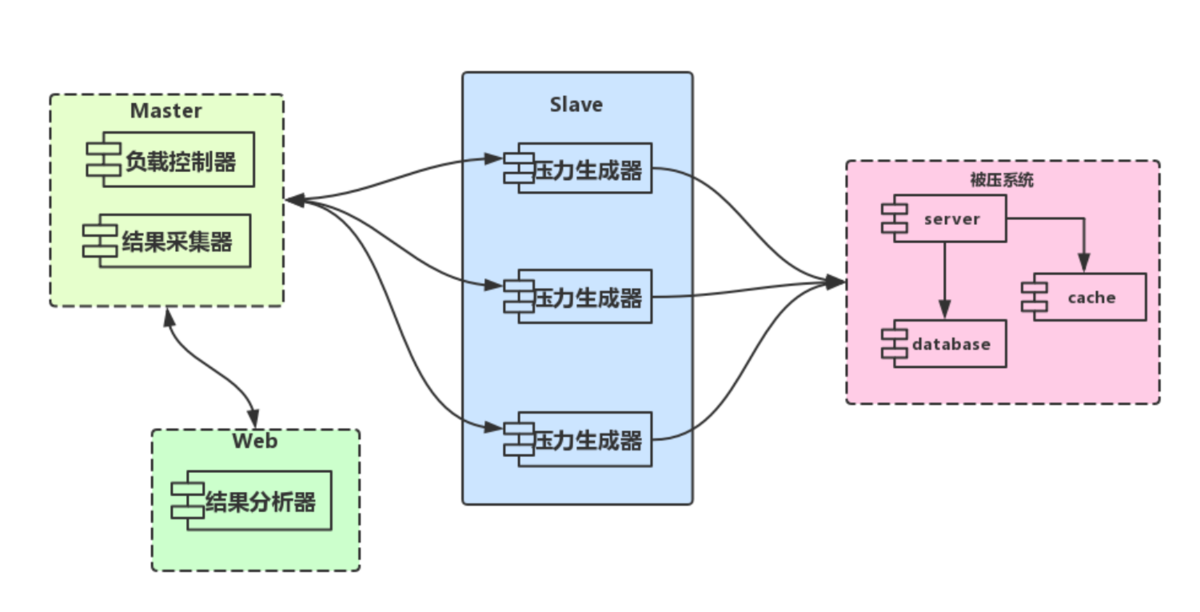 Master
负载控制器
结果采集器
Web
结果分析器
Slave
压力生成器
压力生成器
压力生成器
被压系统
server
cache
database